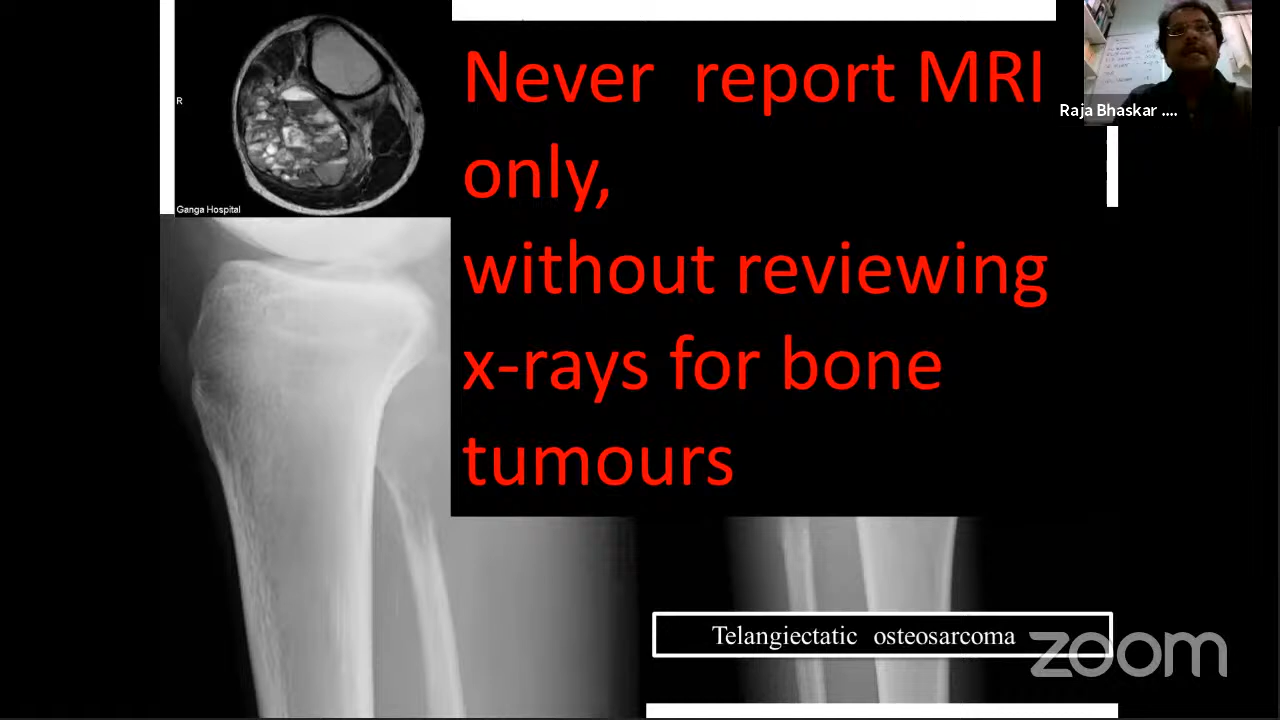 R
Ganga Hospital
Never report MRI
only,
without reviewing
x-rays for bone
tumours
Raja Bhaskar ....
Telangiectatic osteosarcoma
zoom